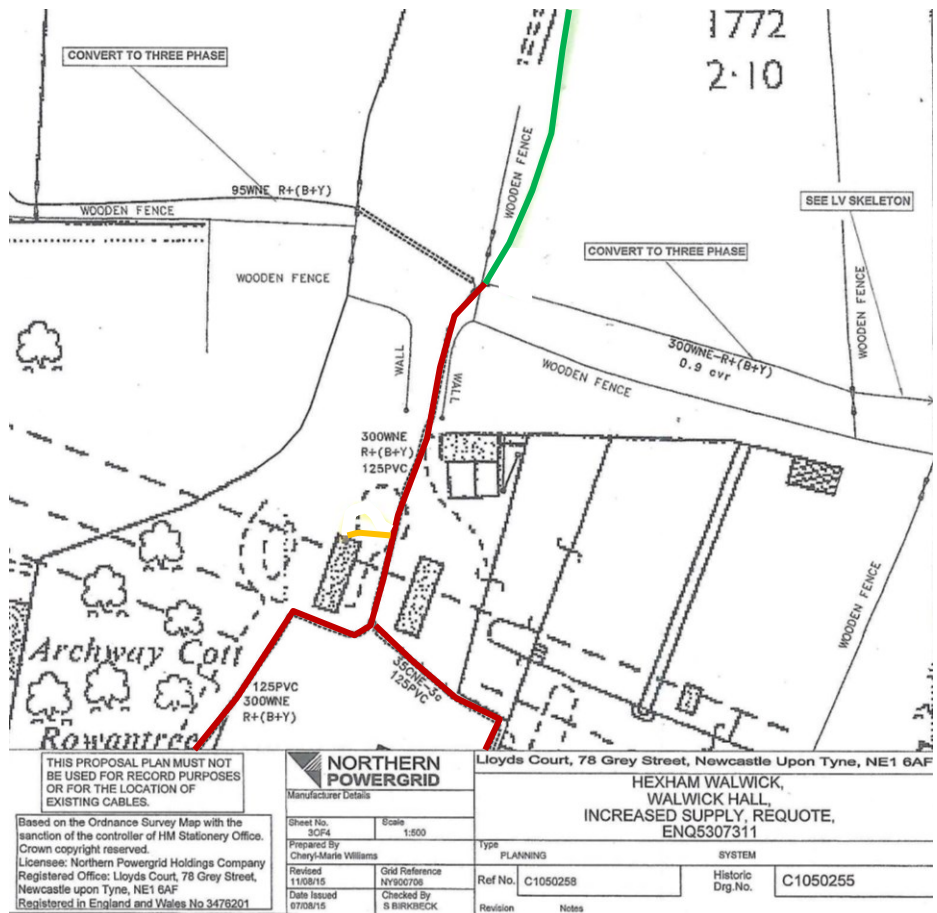 1772
2·10
CONVERT TO THREE PHASE
WOODEN FENCE
95WNE R+(B+Y)
WOODEN FENCE
SEE LV SKELETON
WOODEN FENCE
CONVERT TO THREE PHASE
WOODEN FENCE
300WNE-R+(B+Y)
0.9 cvr
WOODEN FENCE
WALL
WALL
300WNE
R+(B+Y)
125PVC
WOODEN FENCE
Archway Cott
35CNE-3c
125PVC
125PVC
300WNE
R+(B+Y)
Rowantree
THIS PROPOSAL PLAN MUST NOT
BE USED FOR RECORD PURPOSES
OR FOR THE LOCATION OF
EXISTING CABLES.
Based on the Ordnance Survey Map with the
sanction of the controller of HM Stationery Office.
Crown copyright reserved.
Licensee: Northern Powergrid Holdings Company
Registered Office: Lloyds Court, 78 Grey Street,
Newcastle upon Tyne, NE1 6AF
Registered in England and Wales No 3476201
NORTHERN
POWERGRID
Manufacturer Details
Sheet No.
3OF4
Scale
1:500
Prepared By
Cheryl-Marie Williams
Revised
11/08/15
Grid Reference
NY900706
Date Issued
07/08/15
Checked By
S BIRKBECK
Lloyds Court, 78 Grey Street, Newcastle Upon Tyne, NE1 6AF
HEXHAM WALWICK,
WALWICK HALL,
INCREASED SUPPLY, REQUOTE,
ENQ5307311
Type
PLANNING
SYSTEM
Ref No.
C1050258
Historic
Drg.No.
C1050255
Revision
Notes